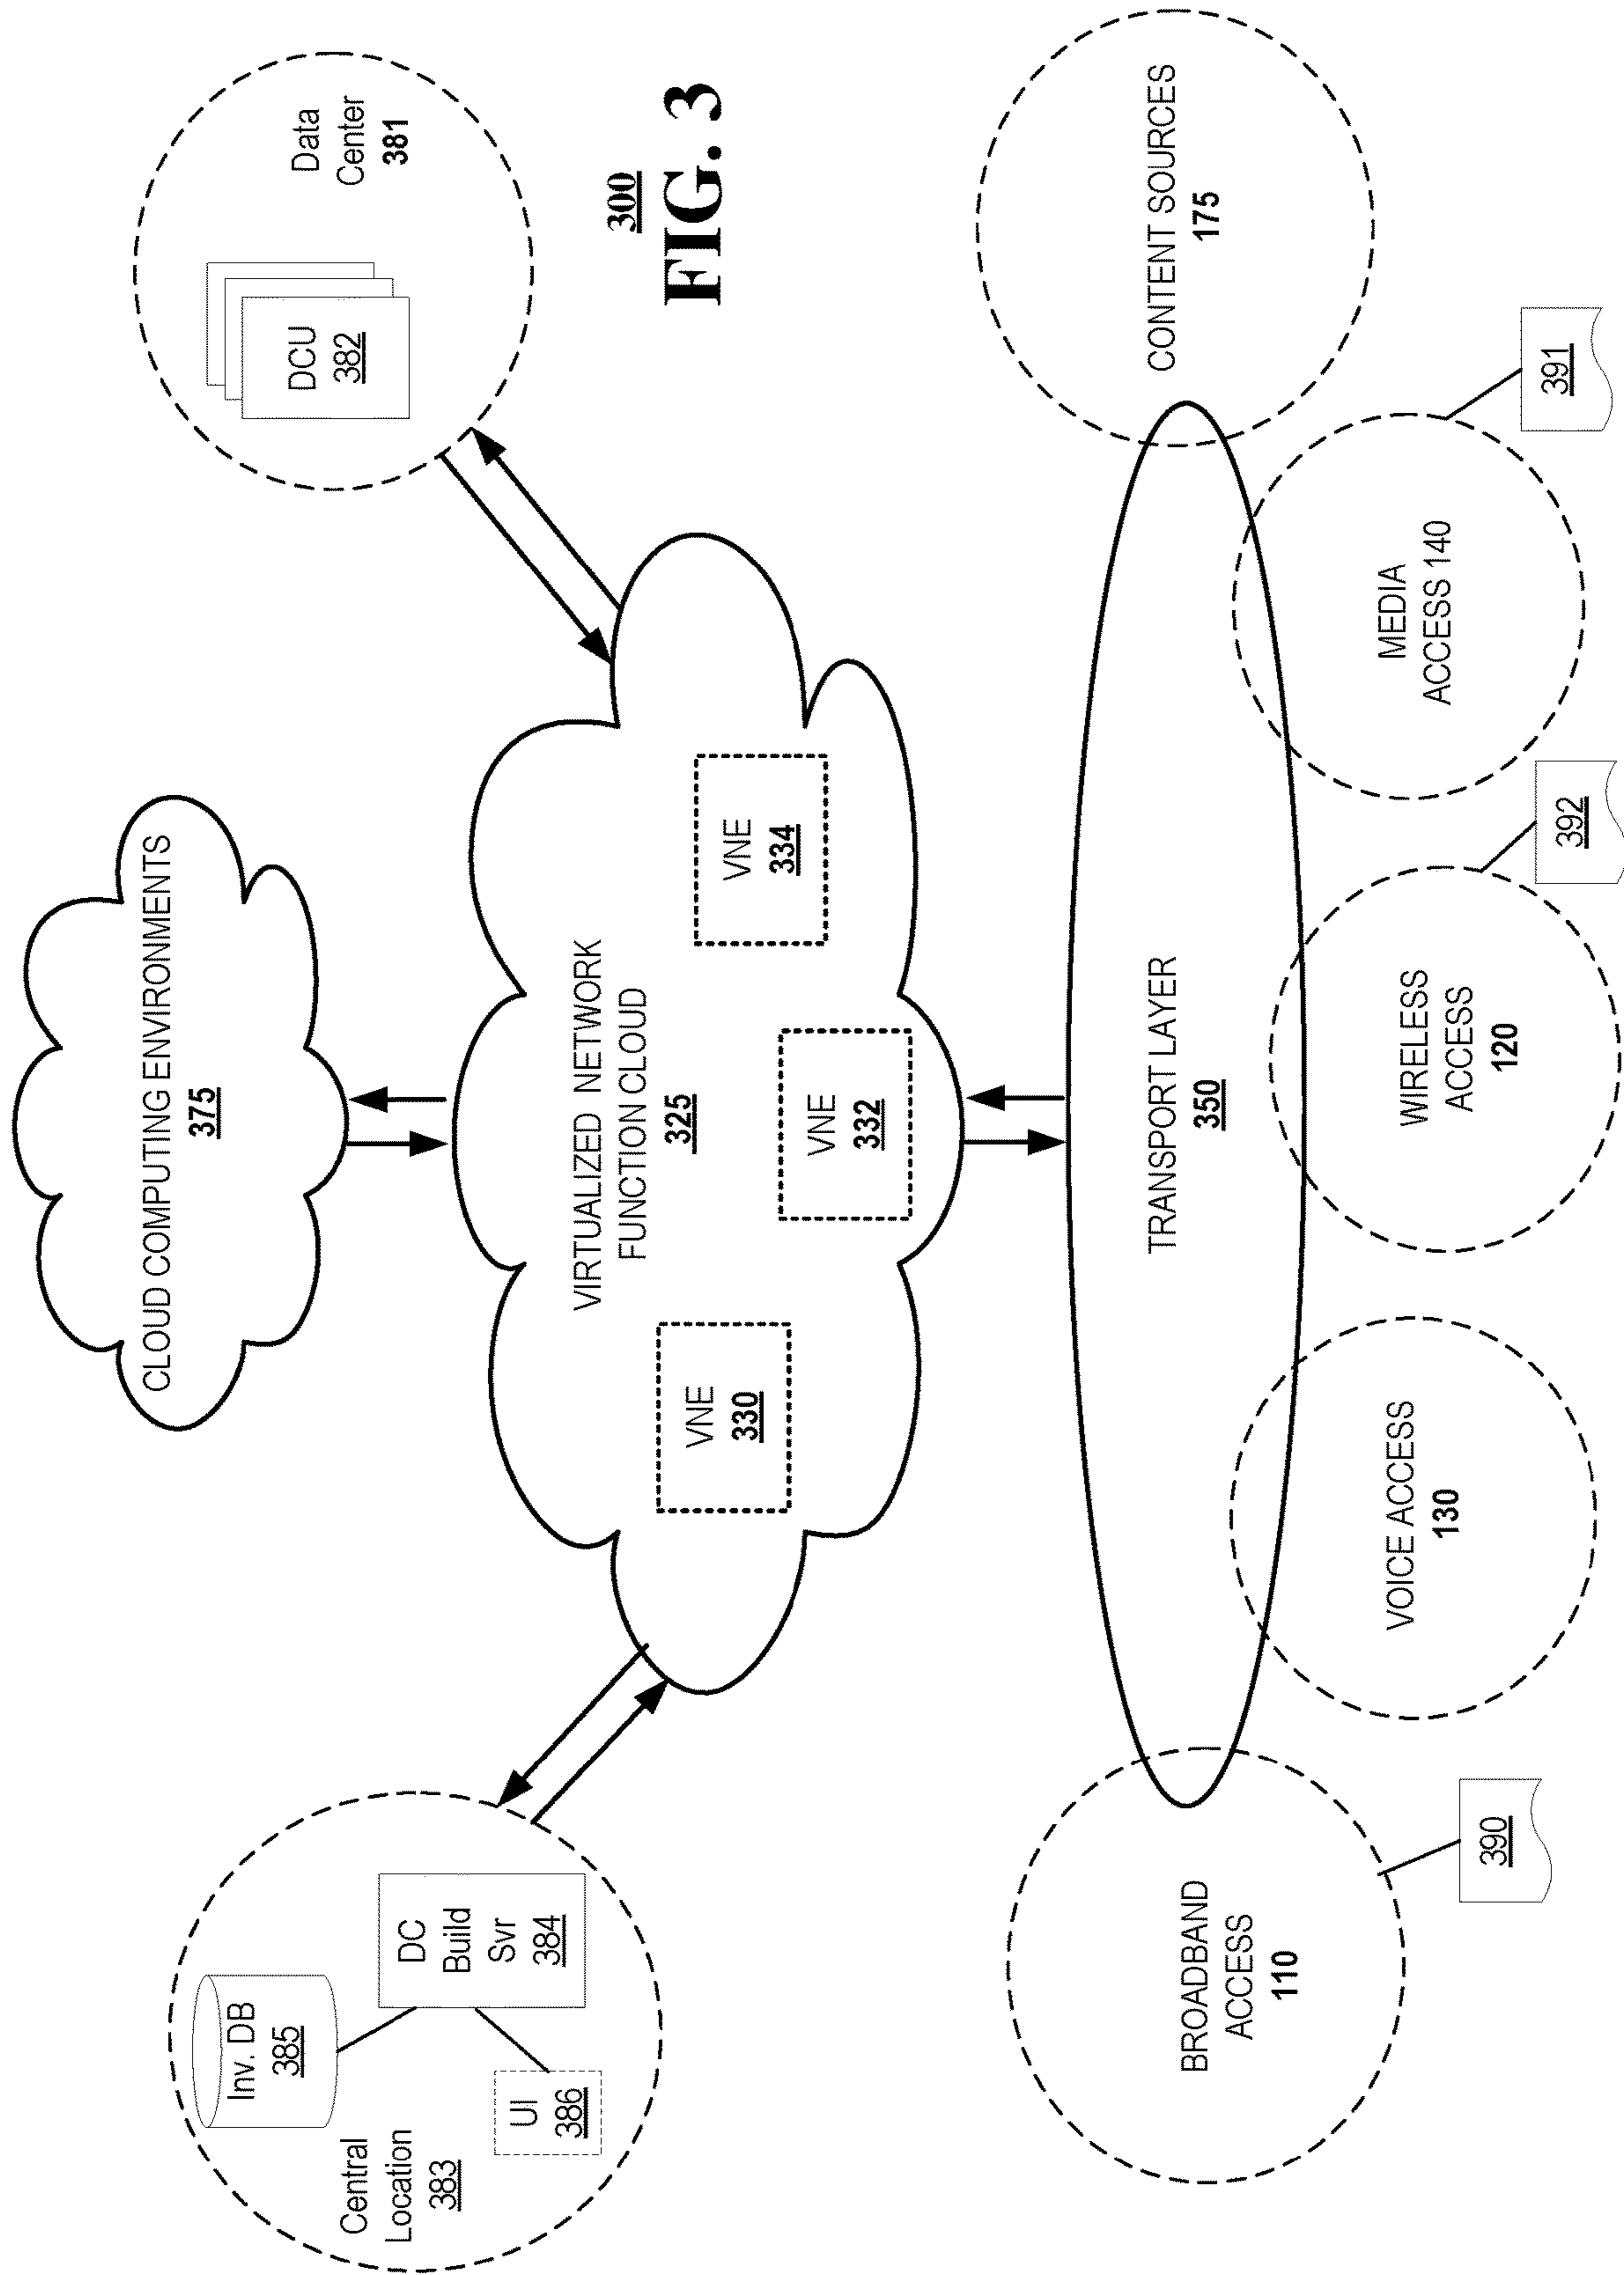 CLOUD COMPUTING ENVIRONMENTS
375
Central
Location
383
Inv. DB
385
UI
386
DC
Build
Svr
384
Data
Center
381
DCU
382
VIRTUALIZED NETWORK
FUNCTION CLOUD
325
VNE
330
VNE
332
VNE
334
300
FIG. 3
TRANSPORT LAYER
350
BROADBAND
ACCESS
110
390
VOICE ACCESS
130
WIRELESS
ACCESS
120
392
MEDIA
ACCESS 140
391
CONTENT SOURCES
175